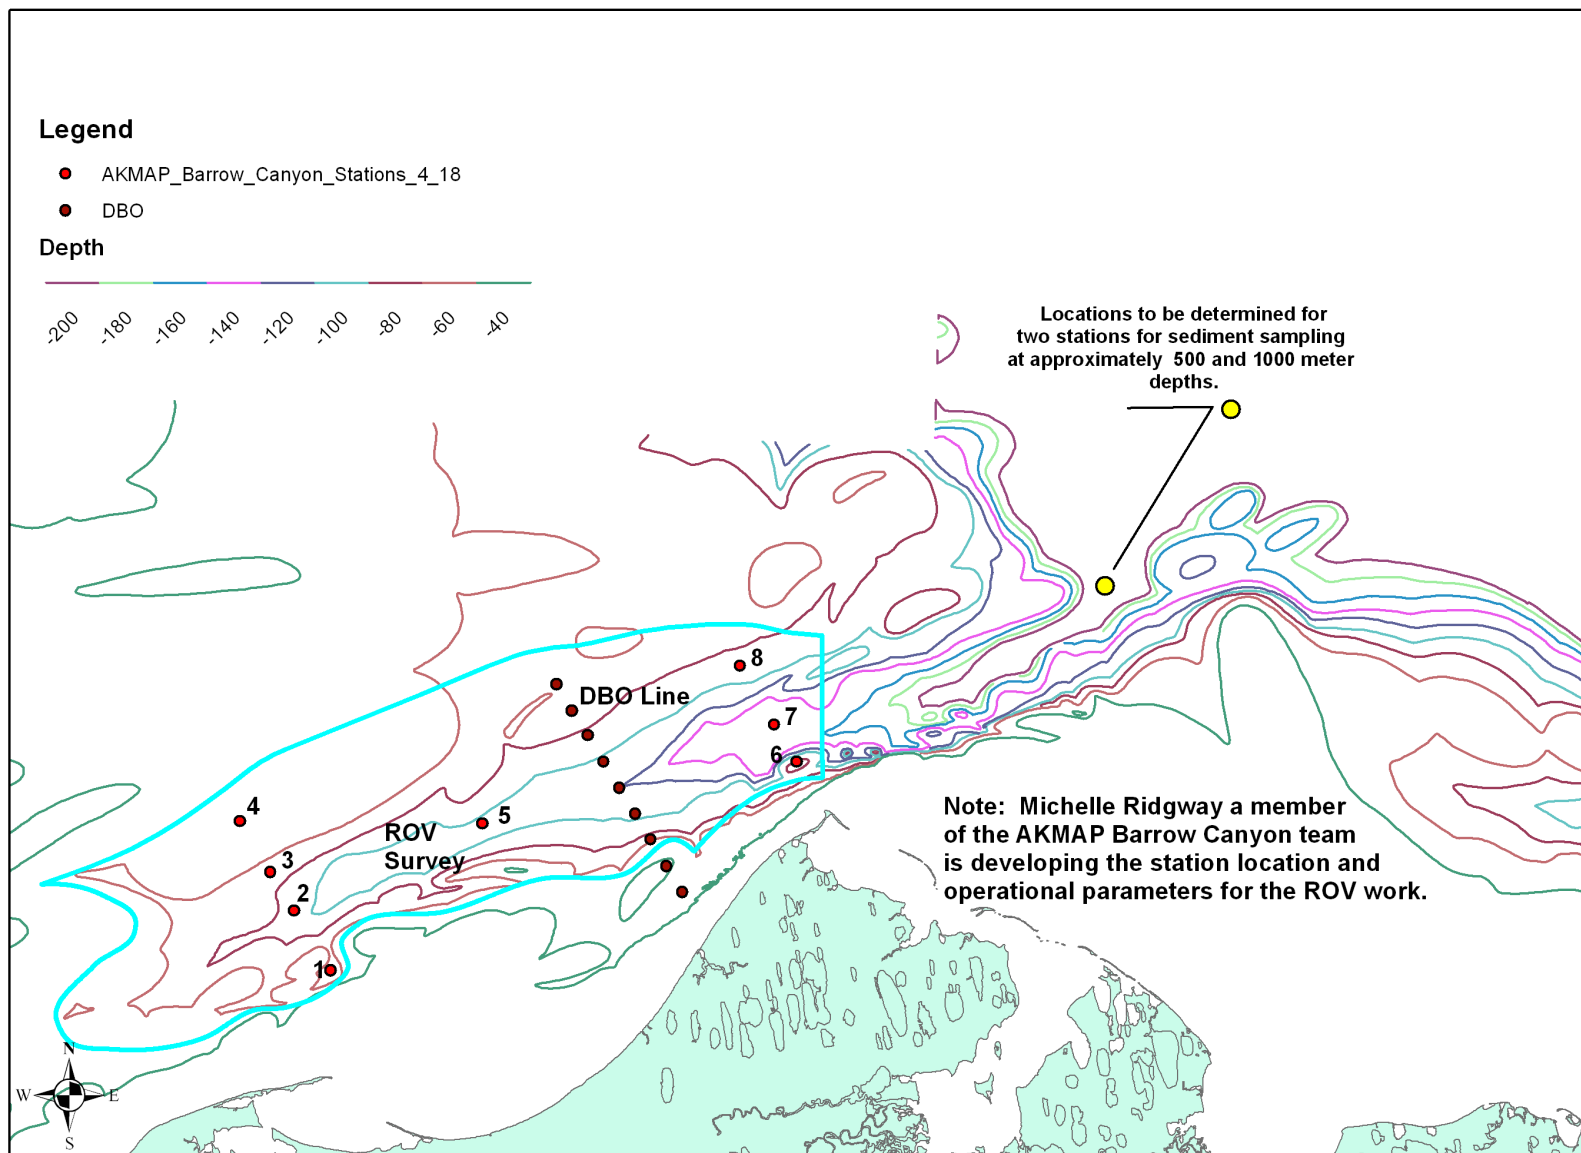 Legend
AKMAP_Barrow_Canyon_Stations_4_18
DBO
Depth
-200
-180
-160
-140
-120
-100
-80
-60
-40
Locations to be determined for
two stations for sediment sampling
at approximately 500 and 1000 meter
depths.
8
DBO Line
7
6
4
5
ROV
Survey
3
2
1
Note: Michelle Ridgway a member
of the AKMAP Barrow Canyon team
is developing the station location and
operational parameters for the ROV work.
N
W
E
S